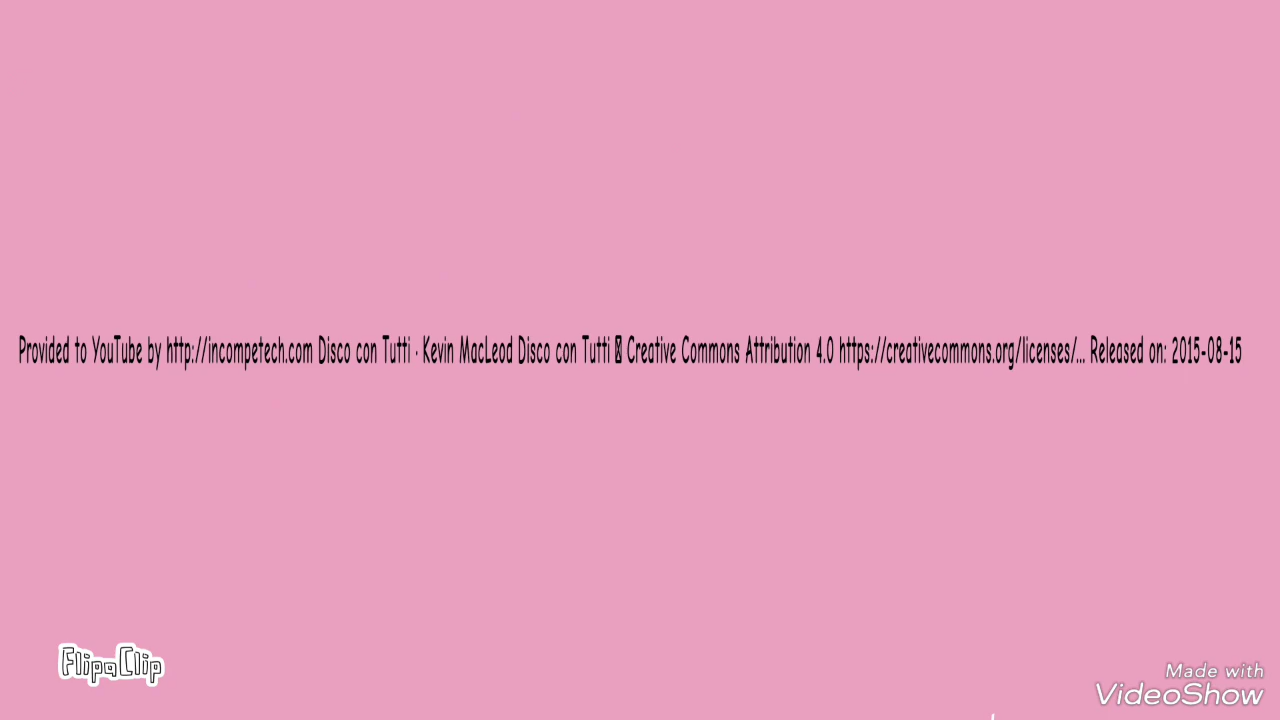 Provided to YouTube by http://incompetech.com Disco con Tutti · Kevin MacLeod Disco con Tutti Creative Commons Attribution 4.0 https://creativecommons.org/licenses/... Released on: 2015-08-15
FlipaClip
Made with
VideoShow